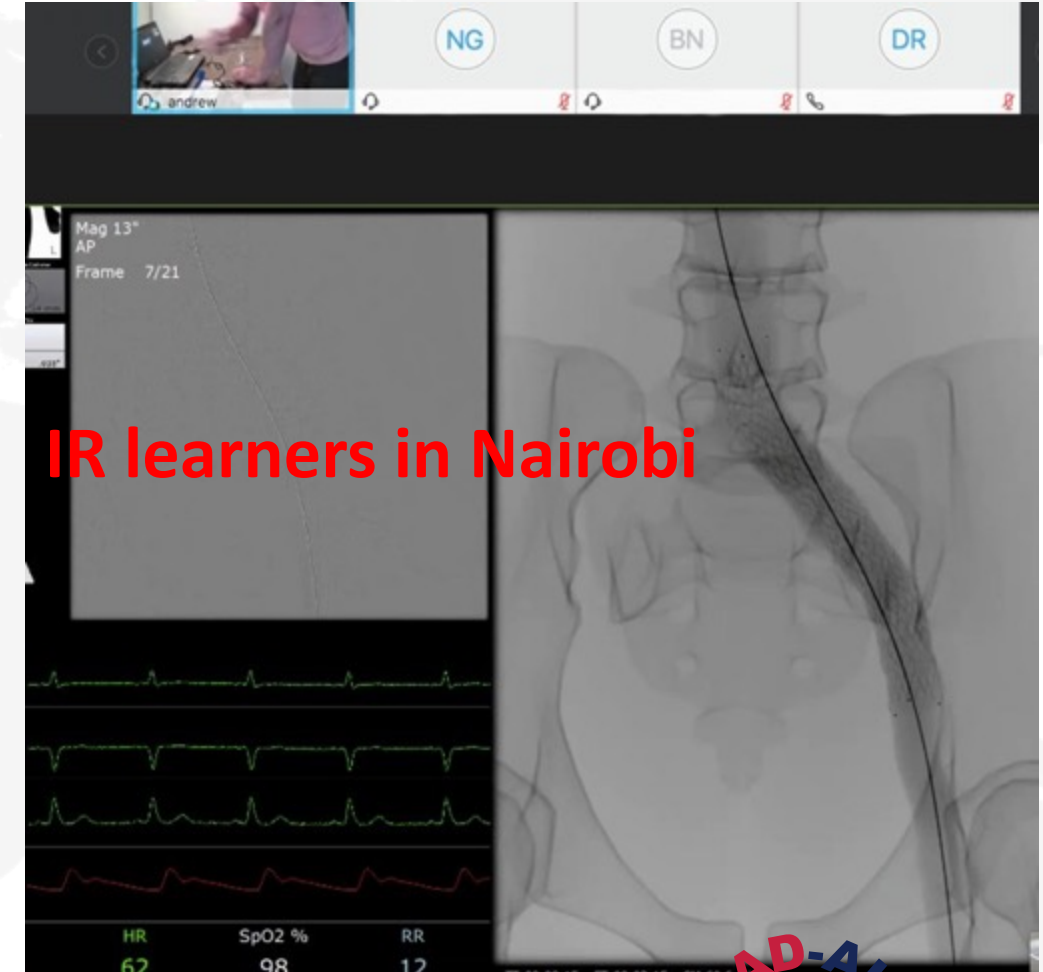 NG
BN
DR
andrew
Mag 13"
AP
Frame 7/21
L
IR learners in Nairobi
HR SpO2 % RR
62 98 12
AD-A